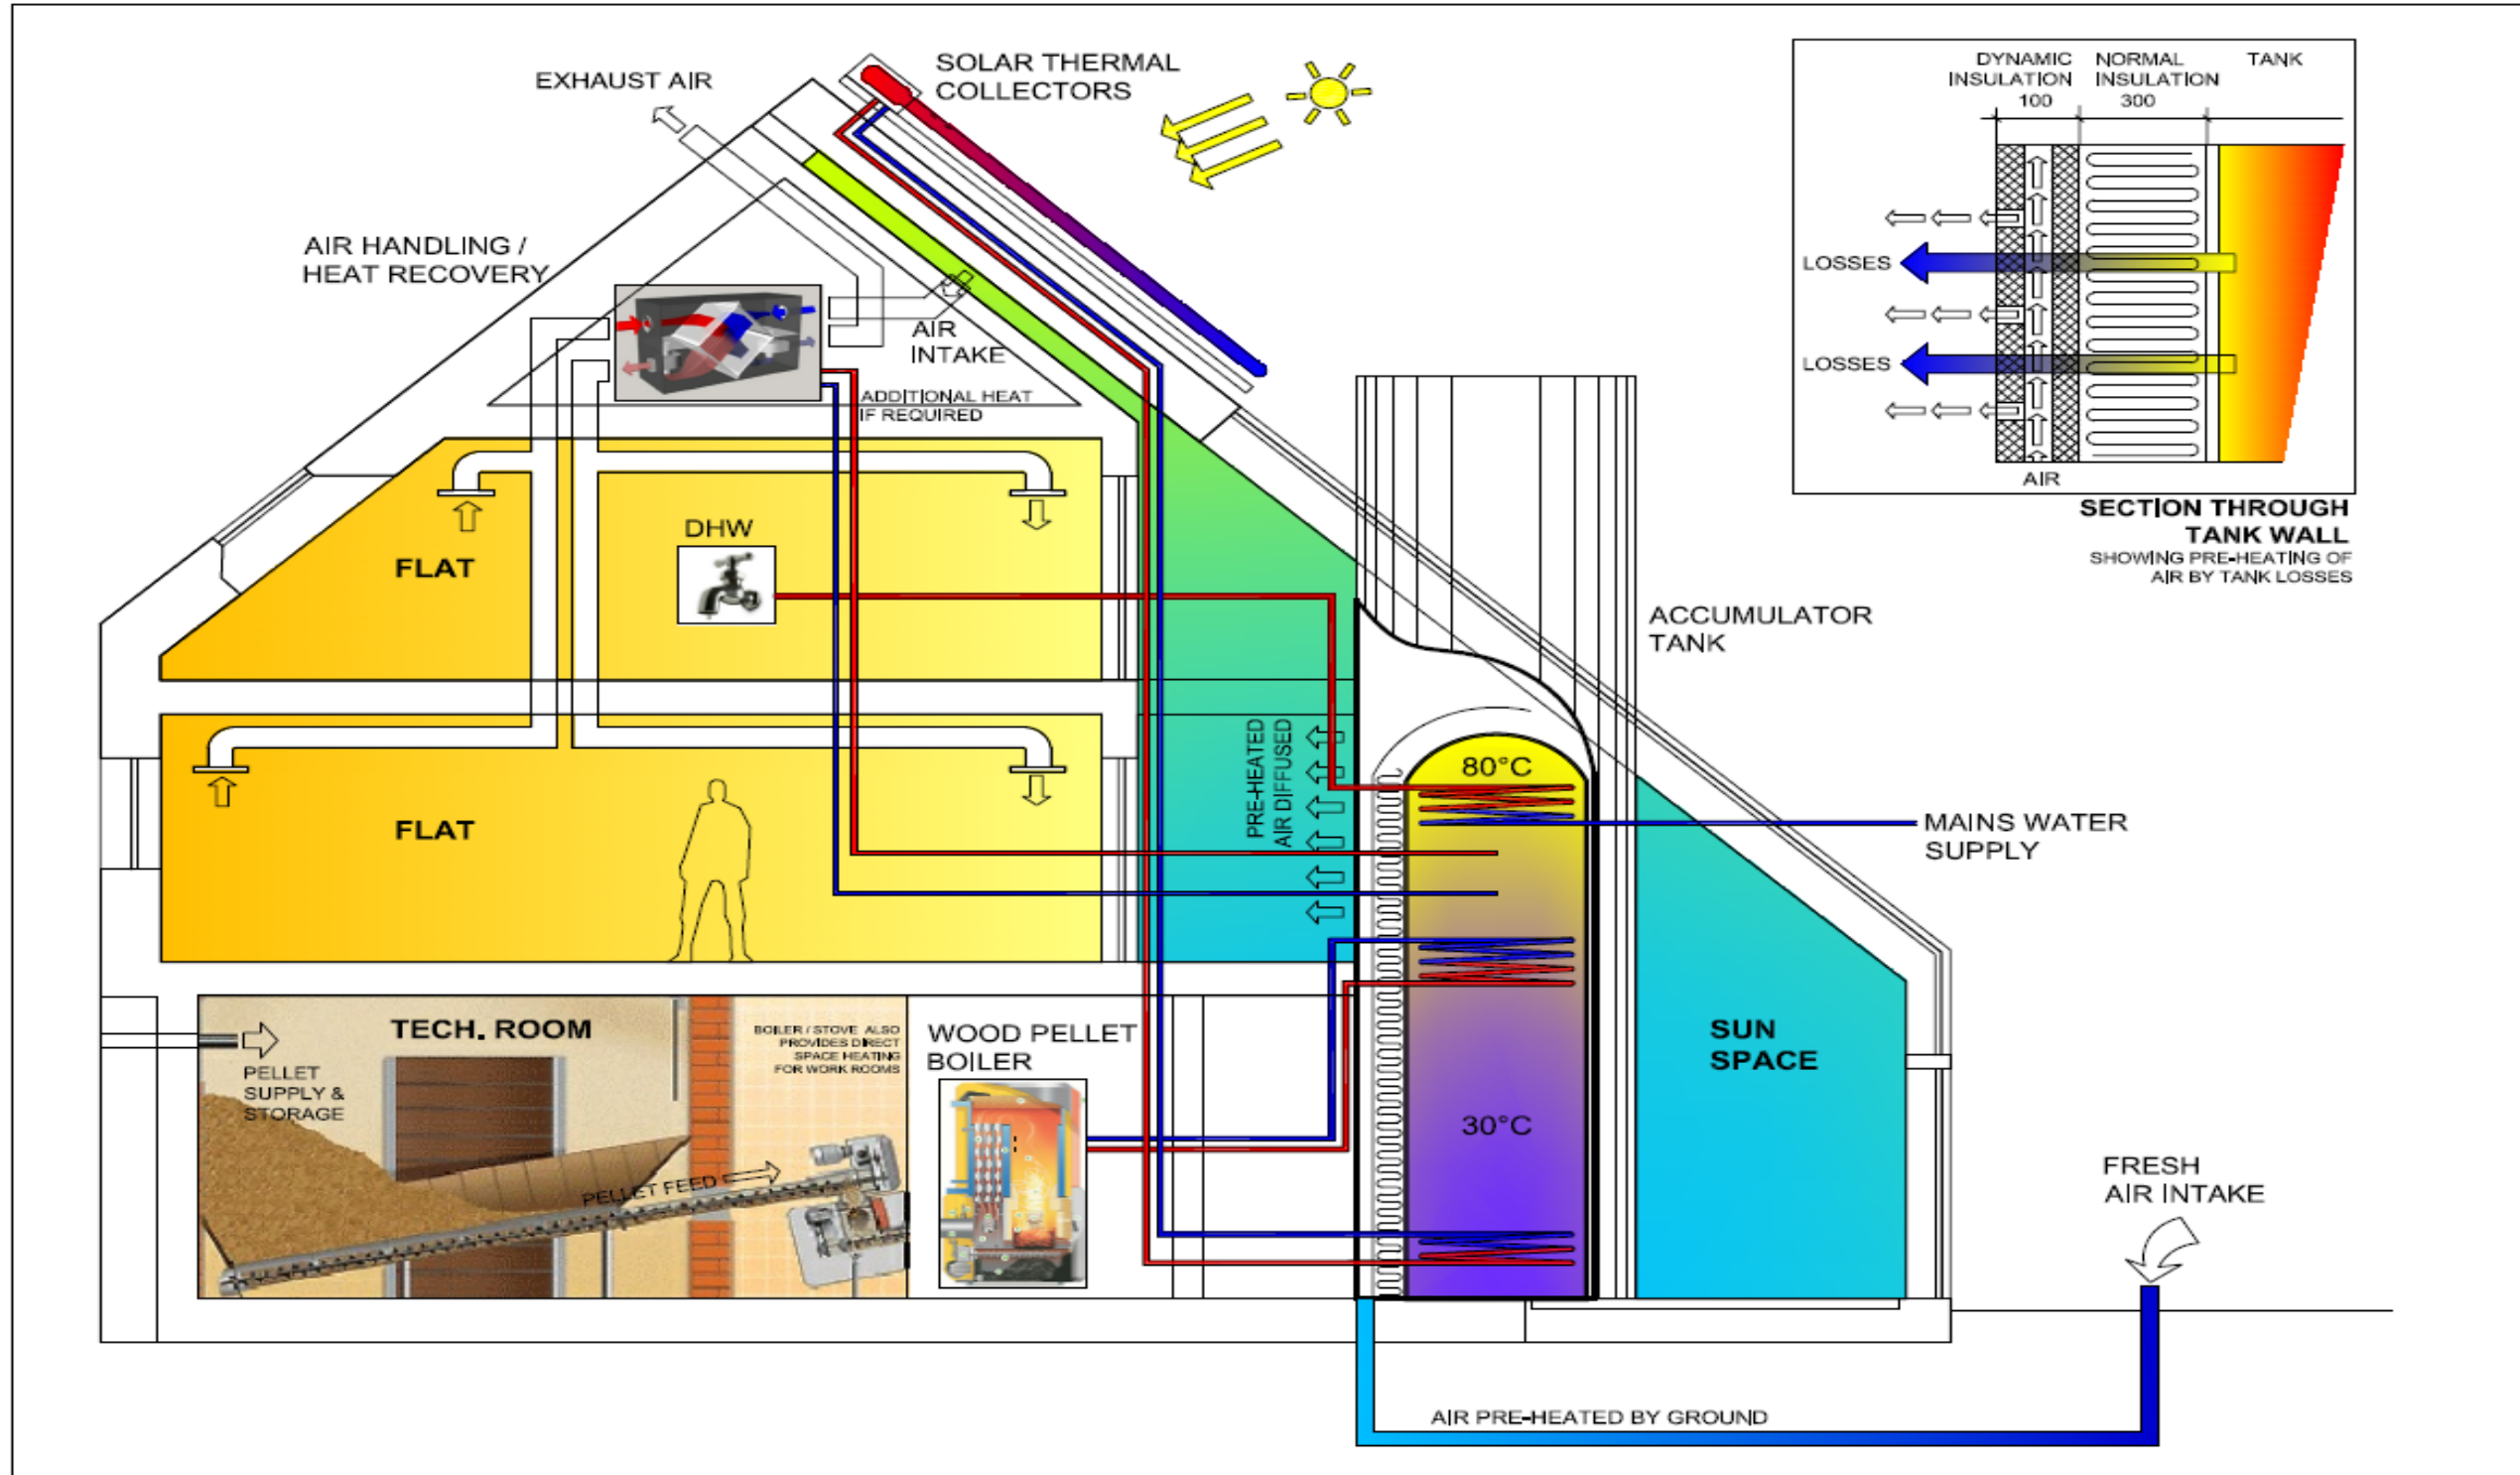 EXHAUST AIR
SOLAR THERMAL
COLLECTORS
DYNAMIC
INSULATION
100
NORMAL
INSULATION
300
TANK
LOSSES
LOSSES
AIR
SECTION THROUGH
TANK WALL
SHOWING PRE-HEATING OF
AIR BY TANK LOSSES
AIR HANDLING /
HEAT RECOVERY
AIR
INTAKE
ADDITIONAL HEAT
IF REQUIRED
DHW
FLAT
ACCUMULATOR
TANK
FLAT
PRE-HEATED
AIR DIFFUSED
80°C
MAINS WATER
SUPPLY
TECH. ROOM
PELLET
SUPPLY &
STORAGE
BOILER / STOVE ALSO
PROVIDES DIRECT
SPACE HEATING
FOR WORK ROOMS
PELLET FEED
WOOD PELLET
BOILER
30°C
SUN
SPACE
FRESH
AIR INTAKE
AIR PRE-HEATED BY GROUND